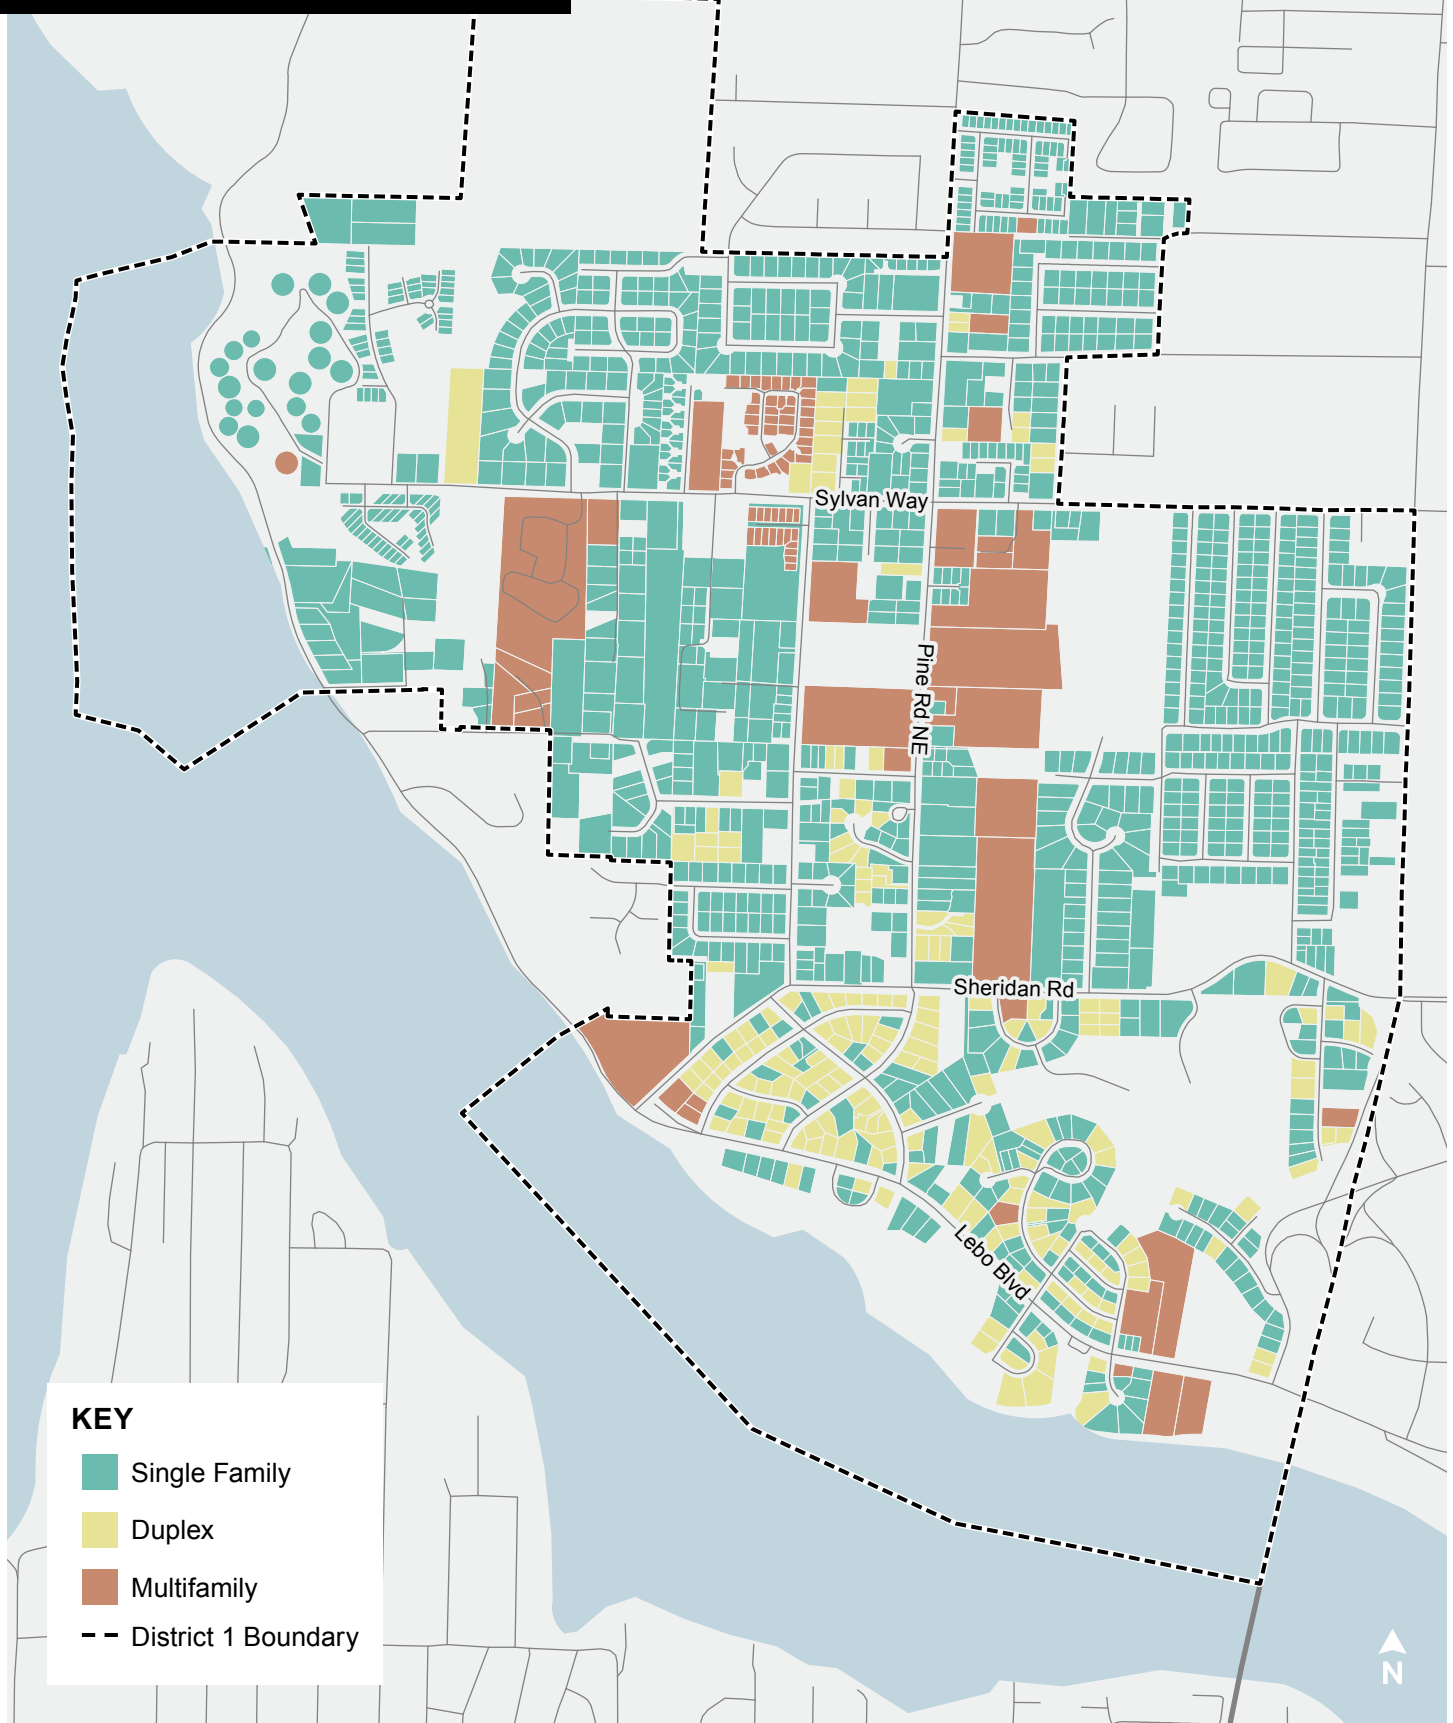 Sylvan Way
Pine Rd NE
Sheridan Rd
Lebo Blvd
KEY
Single Family
Duplex
Multifamily
District 1 Boundary
N